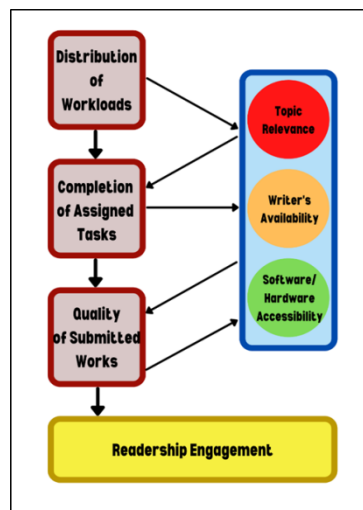 Distribution
of
Workloads
Topic
Relevance
Completion
of Assigned
Tasks
Writer's
Availability
Quality
of Submitted
Works
Software/
Hardware
Accessibility
Readership Engagement